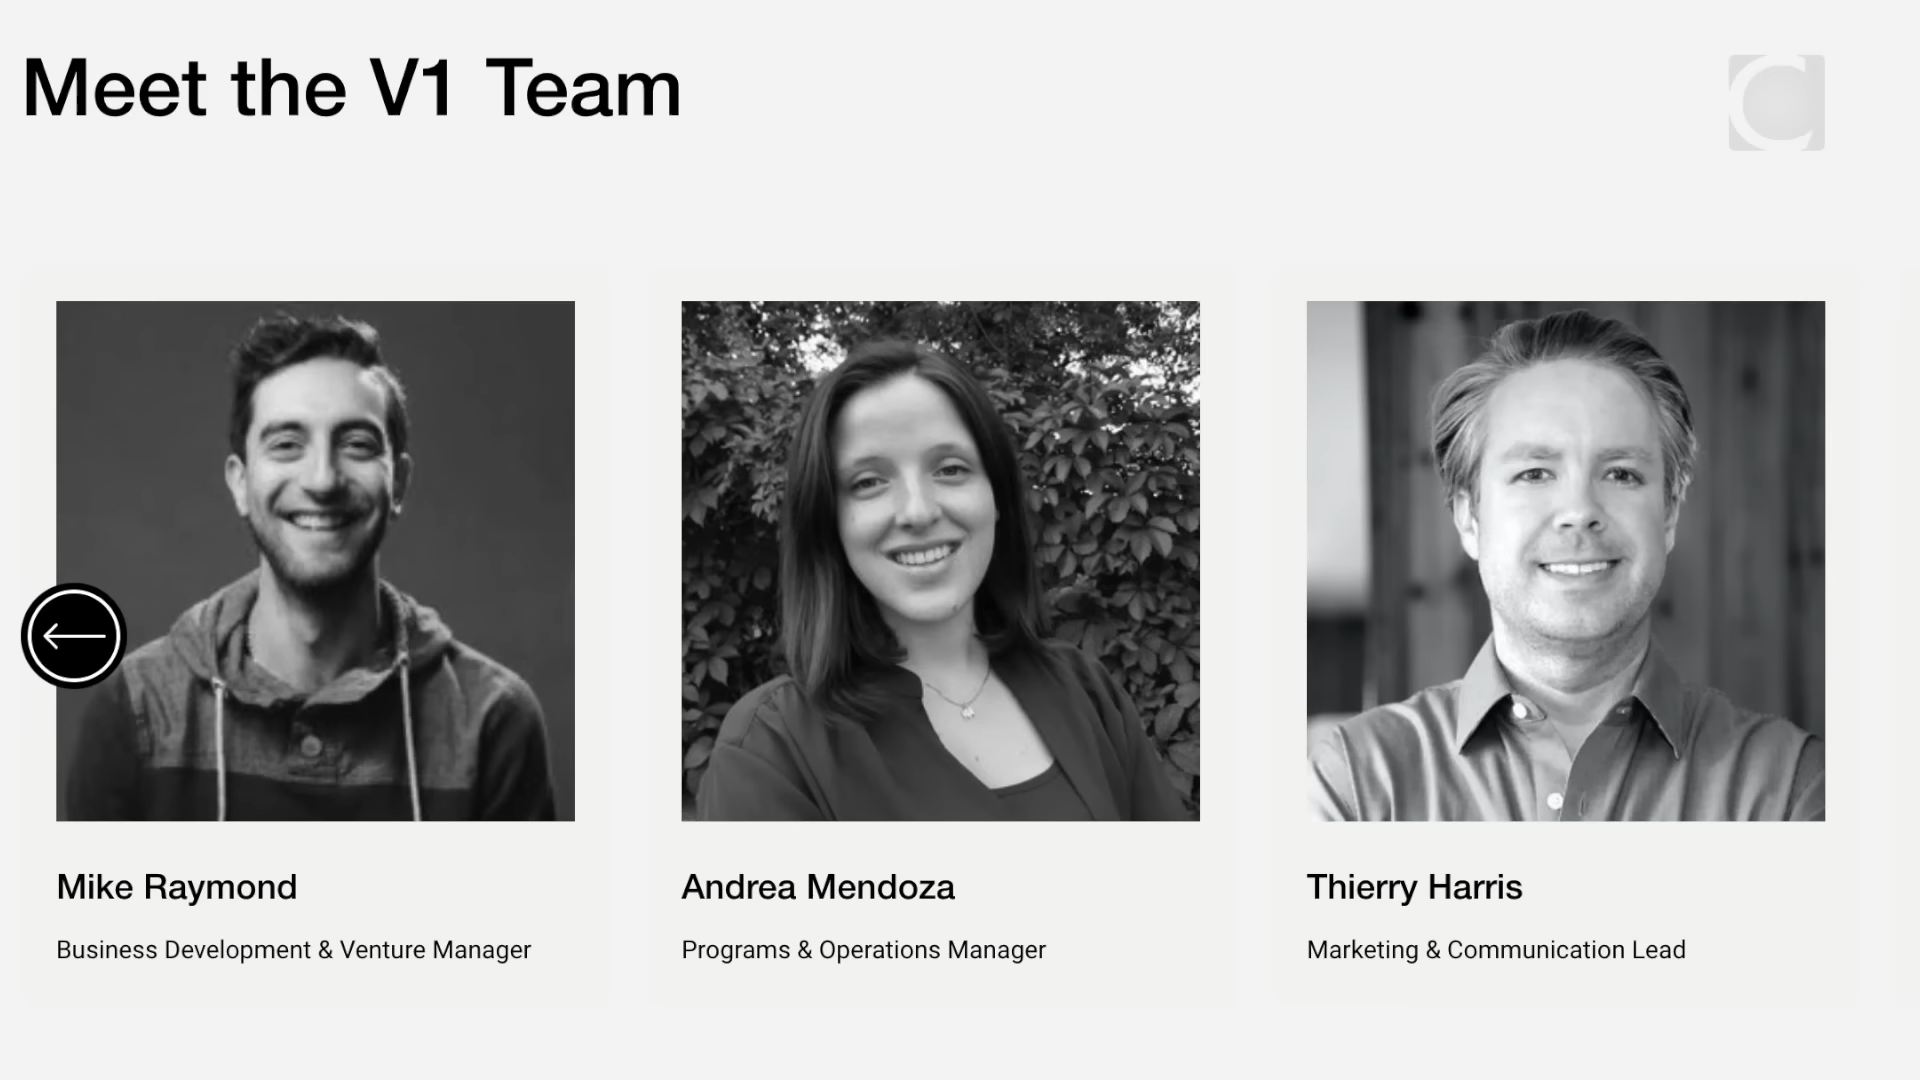 Meet the V1 Team
C
Mike Raymond
Business Development & Venture Manager
Andrea Mendoza
Programs & Operations Manager
Thierry Harris
Marketing & Communication Lead